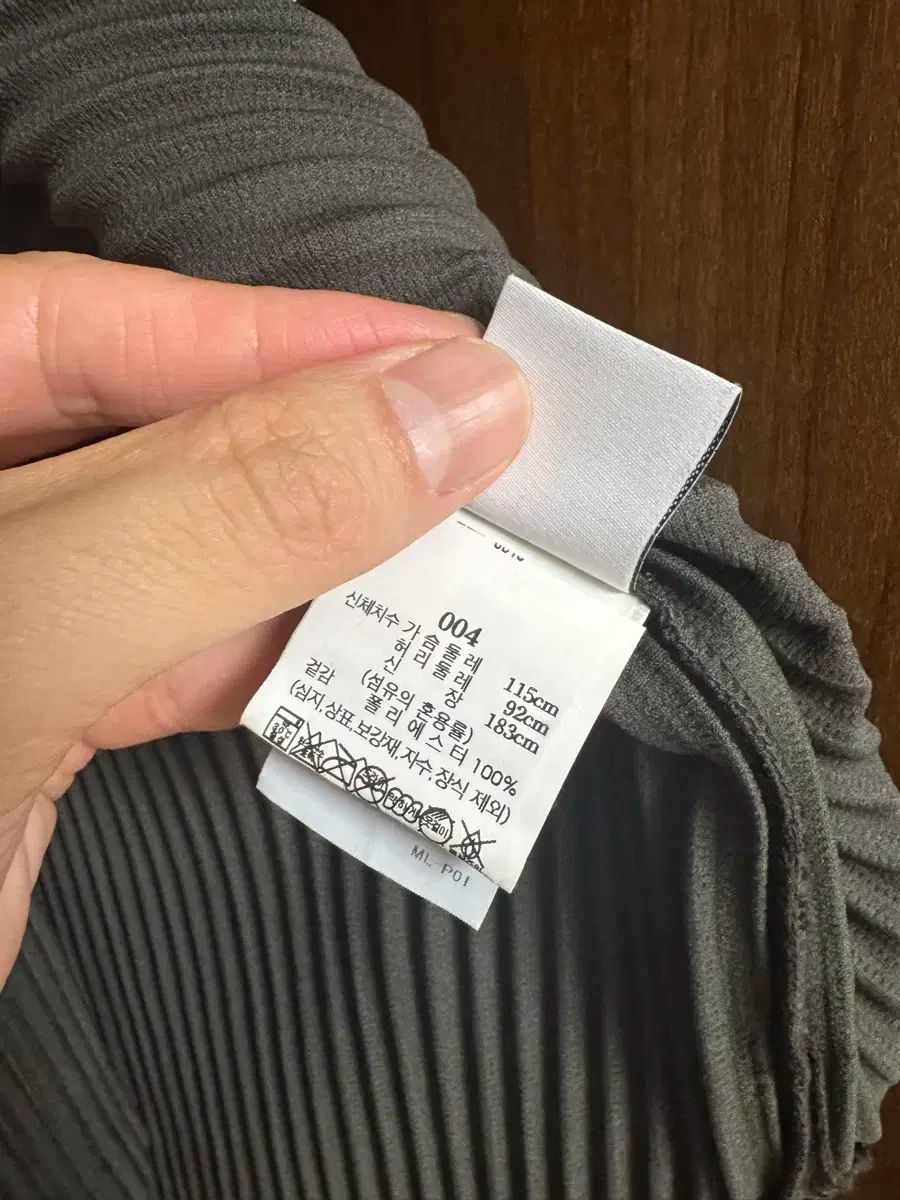 004
신체치수 가슴둘레 115cm
허리둘레 92cm
신 장 183cm
겉감 (섬유의 혼용률)
폴리에스터 100%
(심지,상표,보강재,자수,장식 제외)
30℃
ML-P01